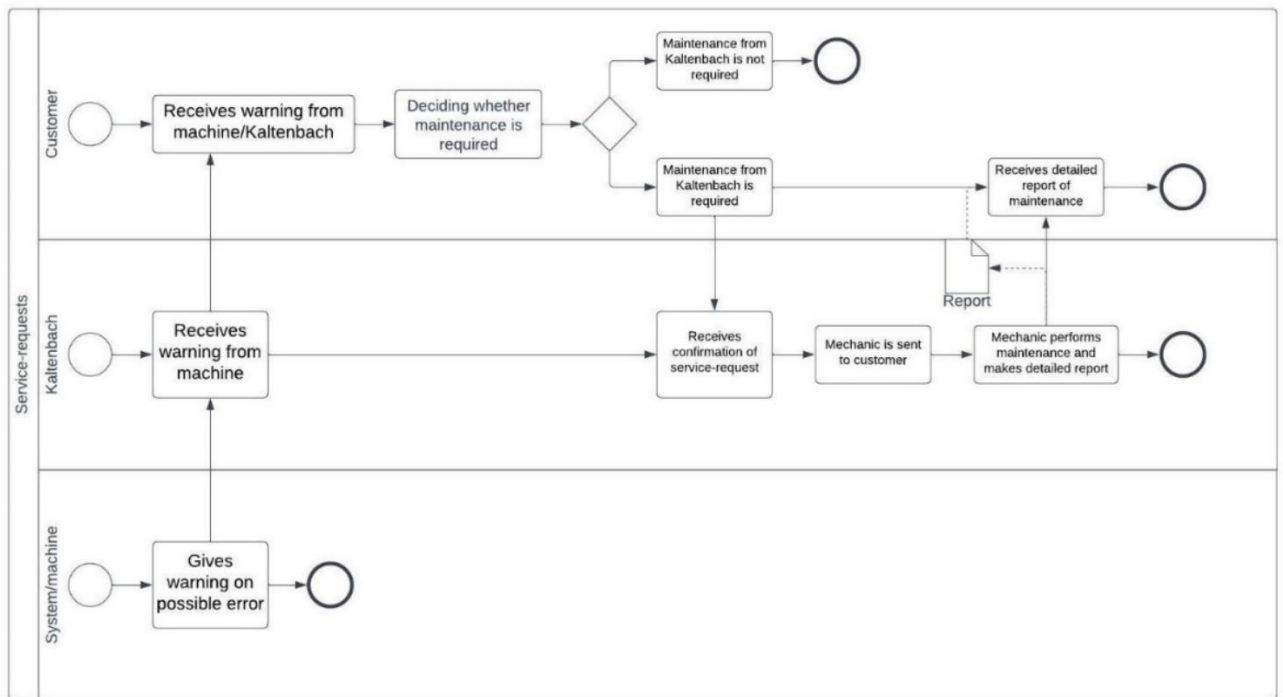 Service-requests
Customer
Receives warning from
machine/Kaltenbach
Deciding whether
maintenance is
required
Maintenance from
Kaltenbach is not
required
Maintenance from
Kaltenbach is
required
Receives detailed
report of
maintenance
Kaltenbach
Receives
warning from
machine
Receives
confirmation of
service-request
Mechanic is sent
to customer
Report
Mechanic performs
maintenance and
makes detailed report
System/machine
Gives
warning on
possible error